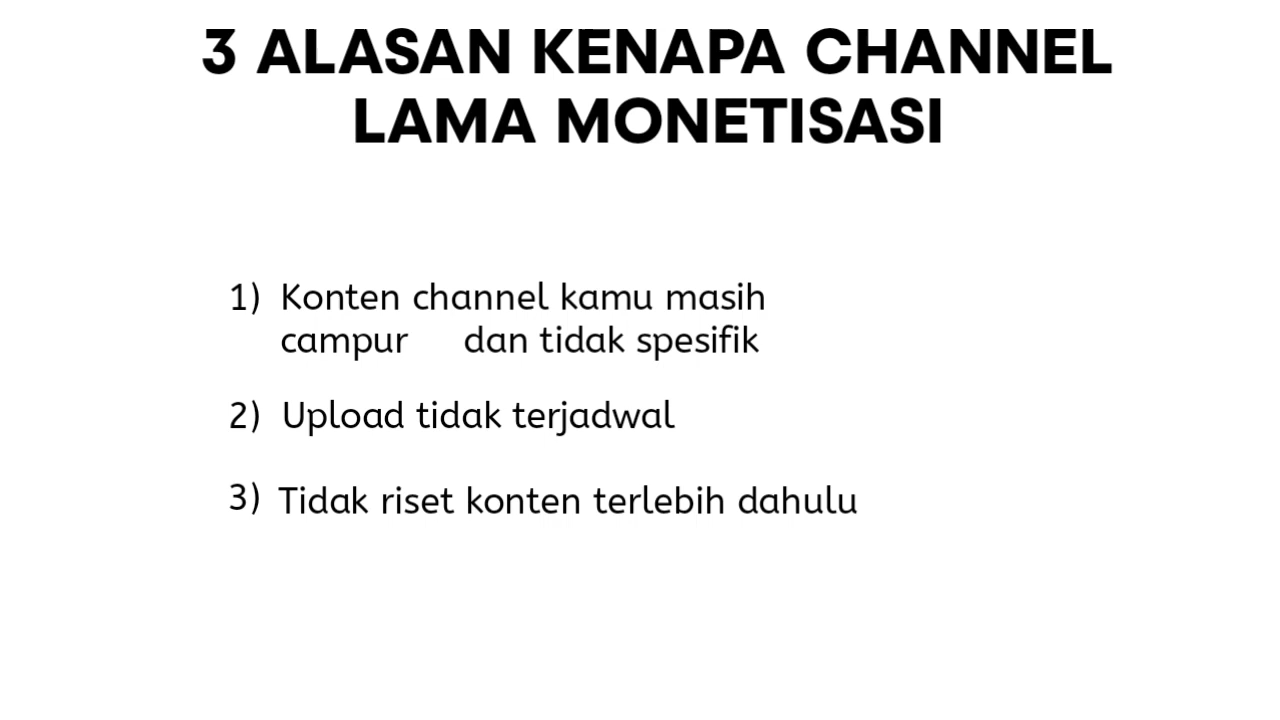 3 ALASAN KENAPA CHANNEL
LAMA MONETISASI
1) Konten channel kamu masih
campur dan tidak spesifik
2) Upload tidak terjadwal
3) Tidak riset konten terlebih dahulu